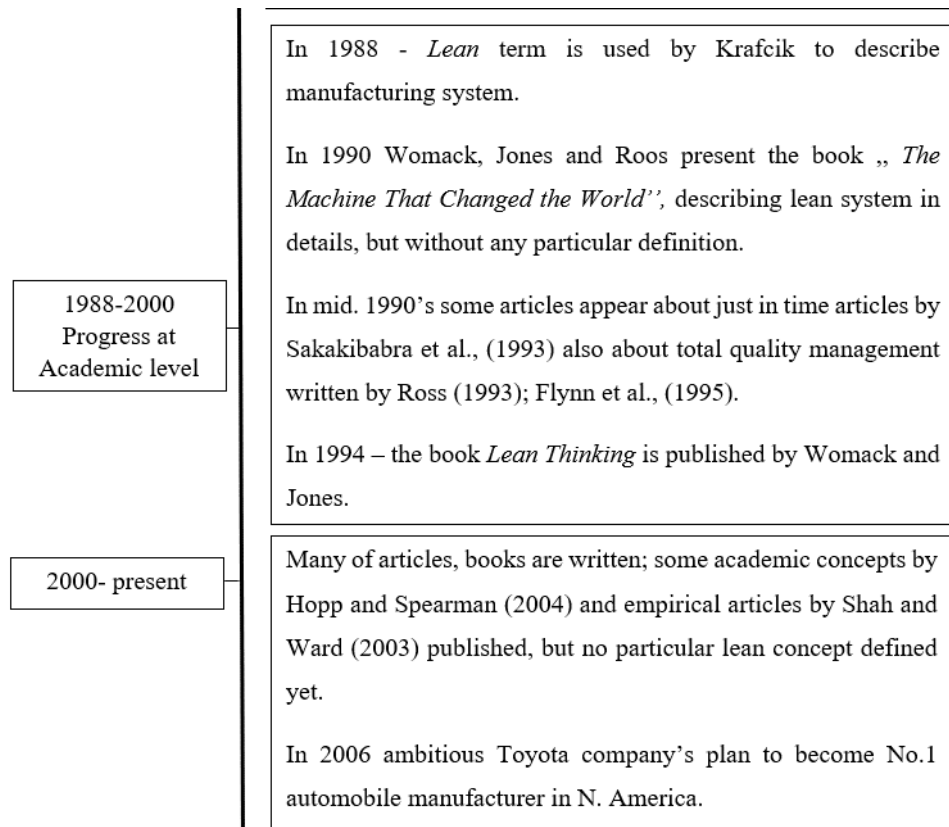 In 1988 - Lean term is used by Krafcik to describe
manufacturing system.
In 1990 Womack, Jones and Roos present the book ,, The
Machine That Changed the World’’, describing lean system in
details, but without any particular definition.
1988-2000
Progress at
Academic level
In mid. 1990’s some articles appear about just in time articles by
Sakakibabra et al., (1993) also about total quality management
written by Ross (1993); Flynn et al., (1995).
In 1994 – the book Lean Thinking is published by Womack and
Jones.
2000- present
Many of articles, books are written; some academic concepts by
Hopp and Spearman (2004) and empirical articles by Shah and
Ward (2003) published, but no particular lean concept defined
yet.
In 2006 ambitious Toyota company’s plan to become No.1
automobile manufacturer in N. America.